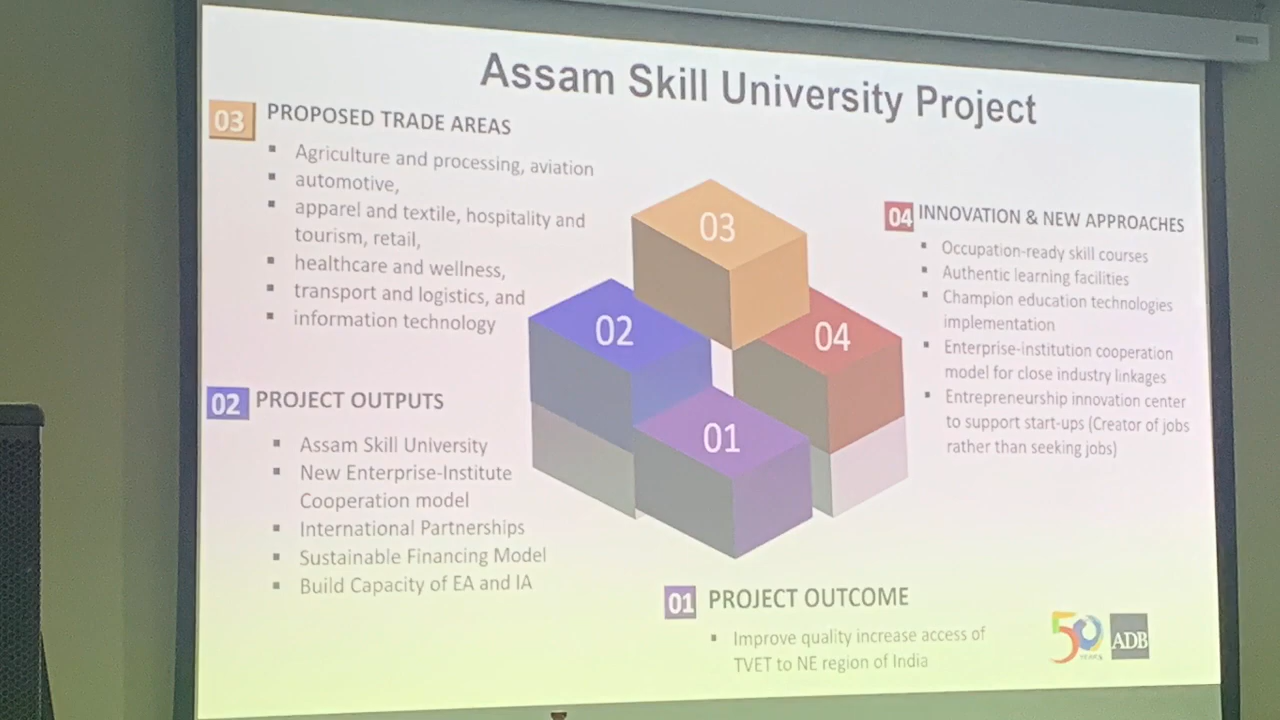 Assam Skill University Project
03 PROPOSED TRADE AREAS
▪ Agriculture and processing, aviation
▪ automotive,
▪ apparel and textile, hospitality and
tourism, retail,
▪ healthcare and wellness,
▪ transport and logistics, and
▪ information technology
02 PROJECT OUTPUTS
▪ Assam Skill University
▪ New Enterprise-Institute
Cooperation model
▪ International Partnerships
▪ Sustainable Financing Model
▪ Build Capacity of EA and IA
03
02
04
01
04 INNOVATION & NEW APPROACHES
▪ Occupation-ready skill courses
▪ Authentic learning facilities
▪ Champion education technologies
implementation
▪ Enterprise-institution cooperation
model for close industry linkages
▪ Entrepreneurship innovation center
to support start-ups (Creator of jobs
rather than seeking jobs)
01 PROJECT OUTCOME
▪ Improve quality increase access of
TVET to NE region of India
50
YEARS
ADB